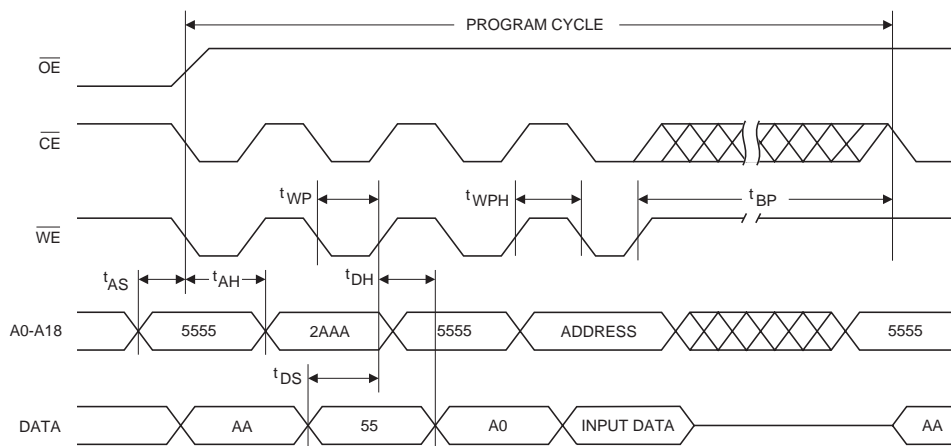 PROGRAM CYCLE
OE
CE
tWP
tWPH
tBP
WE
tAS
tAH
tDH
A0-A18
5555
2AAA
5555
ADDRESS
5555
tDS
DATA
AA
55
A0
INPUT DATA
AA